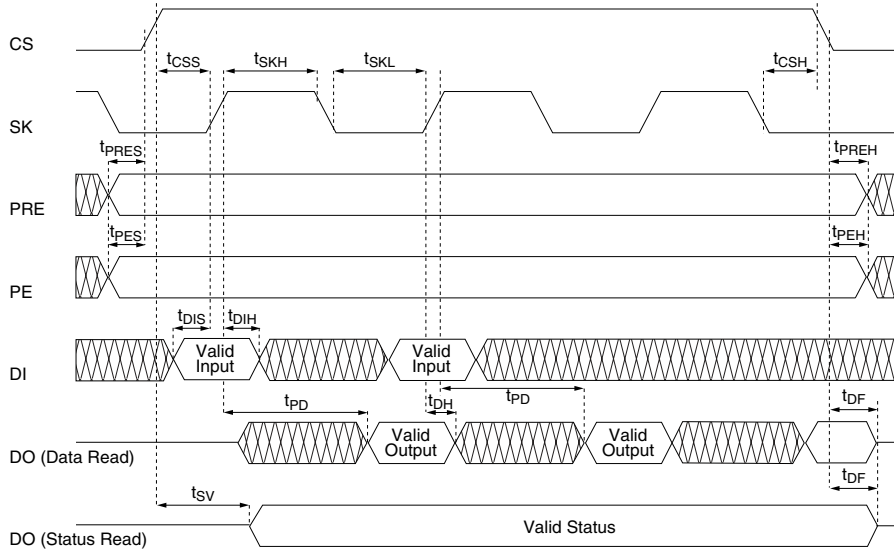 CS
tCSS
tSKH
tSKL
tCSH
SK
tPRES
tPREH
PRE
tPES
tPEH
PE
tDIS
tDIH
Valid Input
Valid Input
DI
tPD
tDH
tPD
tDF
Valid Output
Valid Output
DO (Data Read)
tDF
tSV
Valid Status
DO (Status Read)